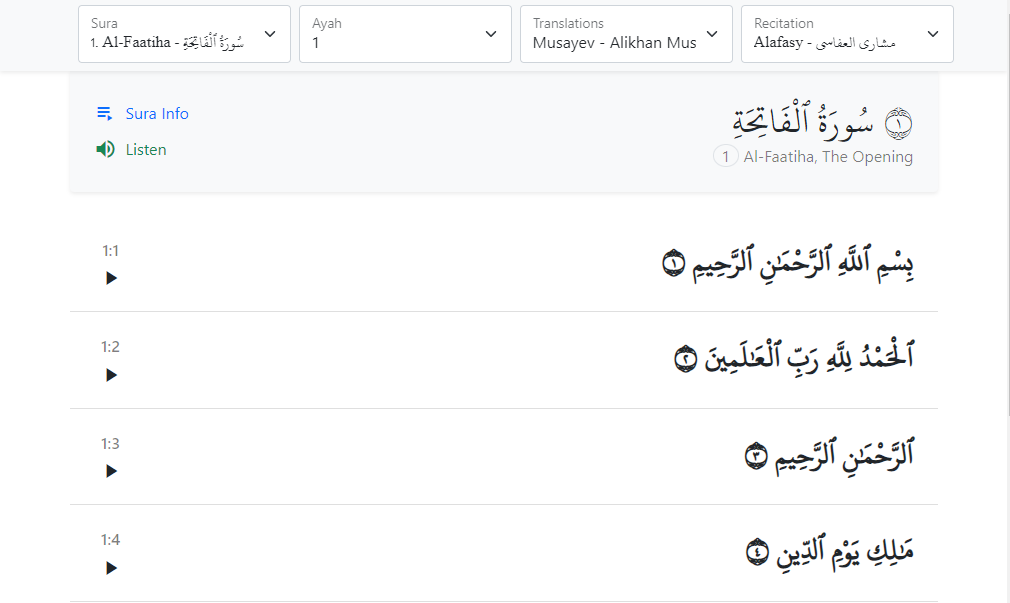 Sura
1. Al-Faatiha - سُورَةُ ٱلْفَاتِحَةِ
Ayah
1
Translations
Musayev - Alikhan Mus
Recitation
Alafasy - مشاری العفاسی
Sura Info
Listen
سُورَةُ ٱلْفَاتِحَةِ ١
1 Al-Faatiha, The Opening
1:1
بِسْمِ ٱللَّهِ ٱلرَّحْمَـٰنِ ٱلرَّحِيمِ ١
1:2
ٱلْحَمْدُ لِلَّهِ رَبِّ ٱلْعَـٰلَمِينَ ٢
1:3
ٱلرَّحْمَـٰنِ ٱلرَّحِيمِ ٣
1:4
مَـٰلِكِ يَوْمِ ٱلدِّينِ ٤